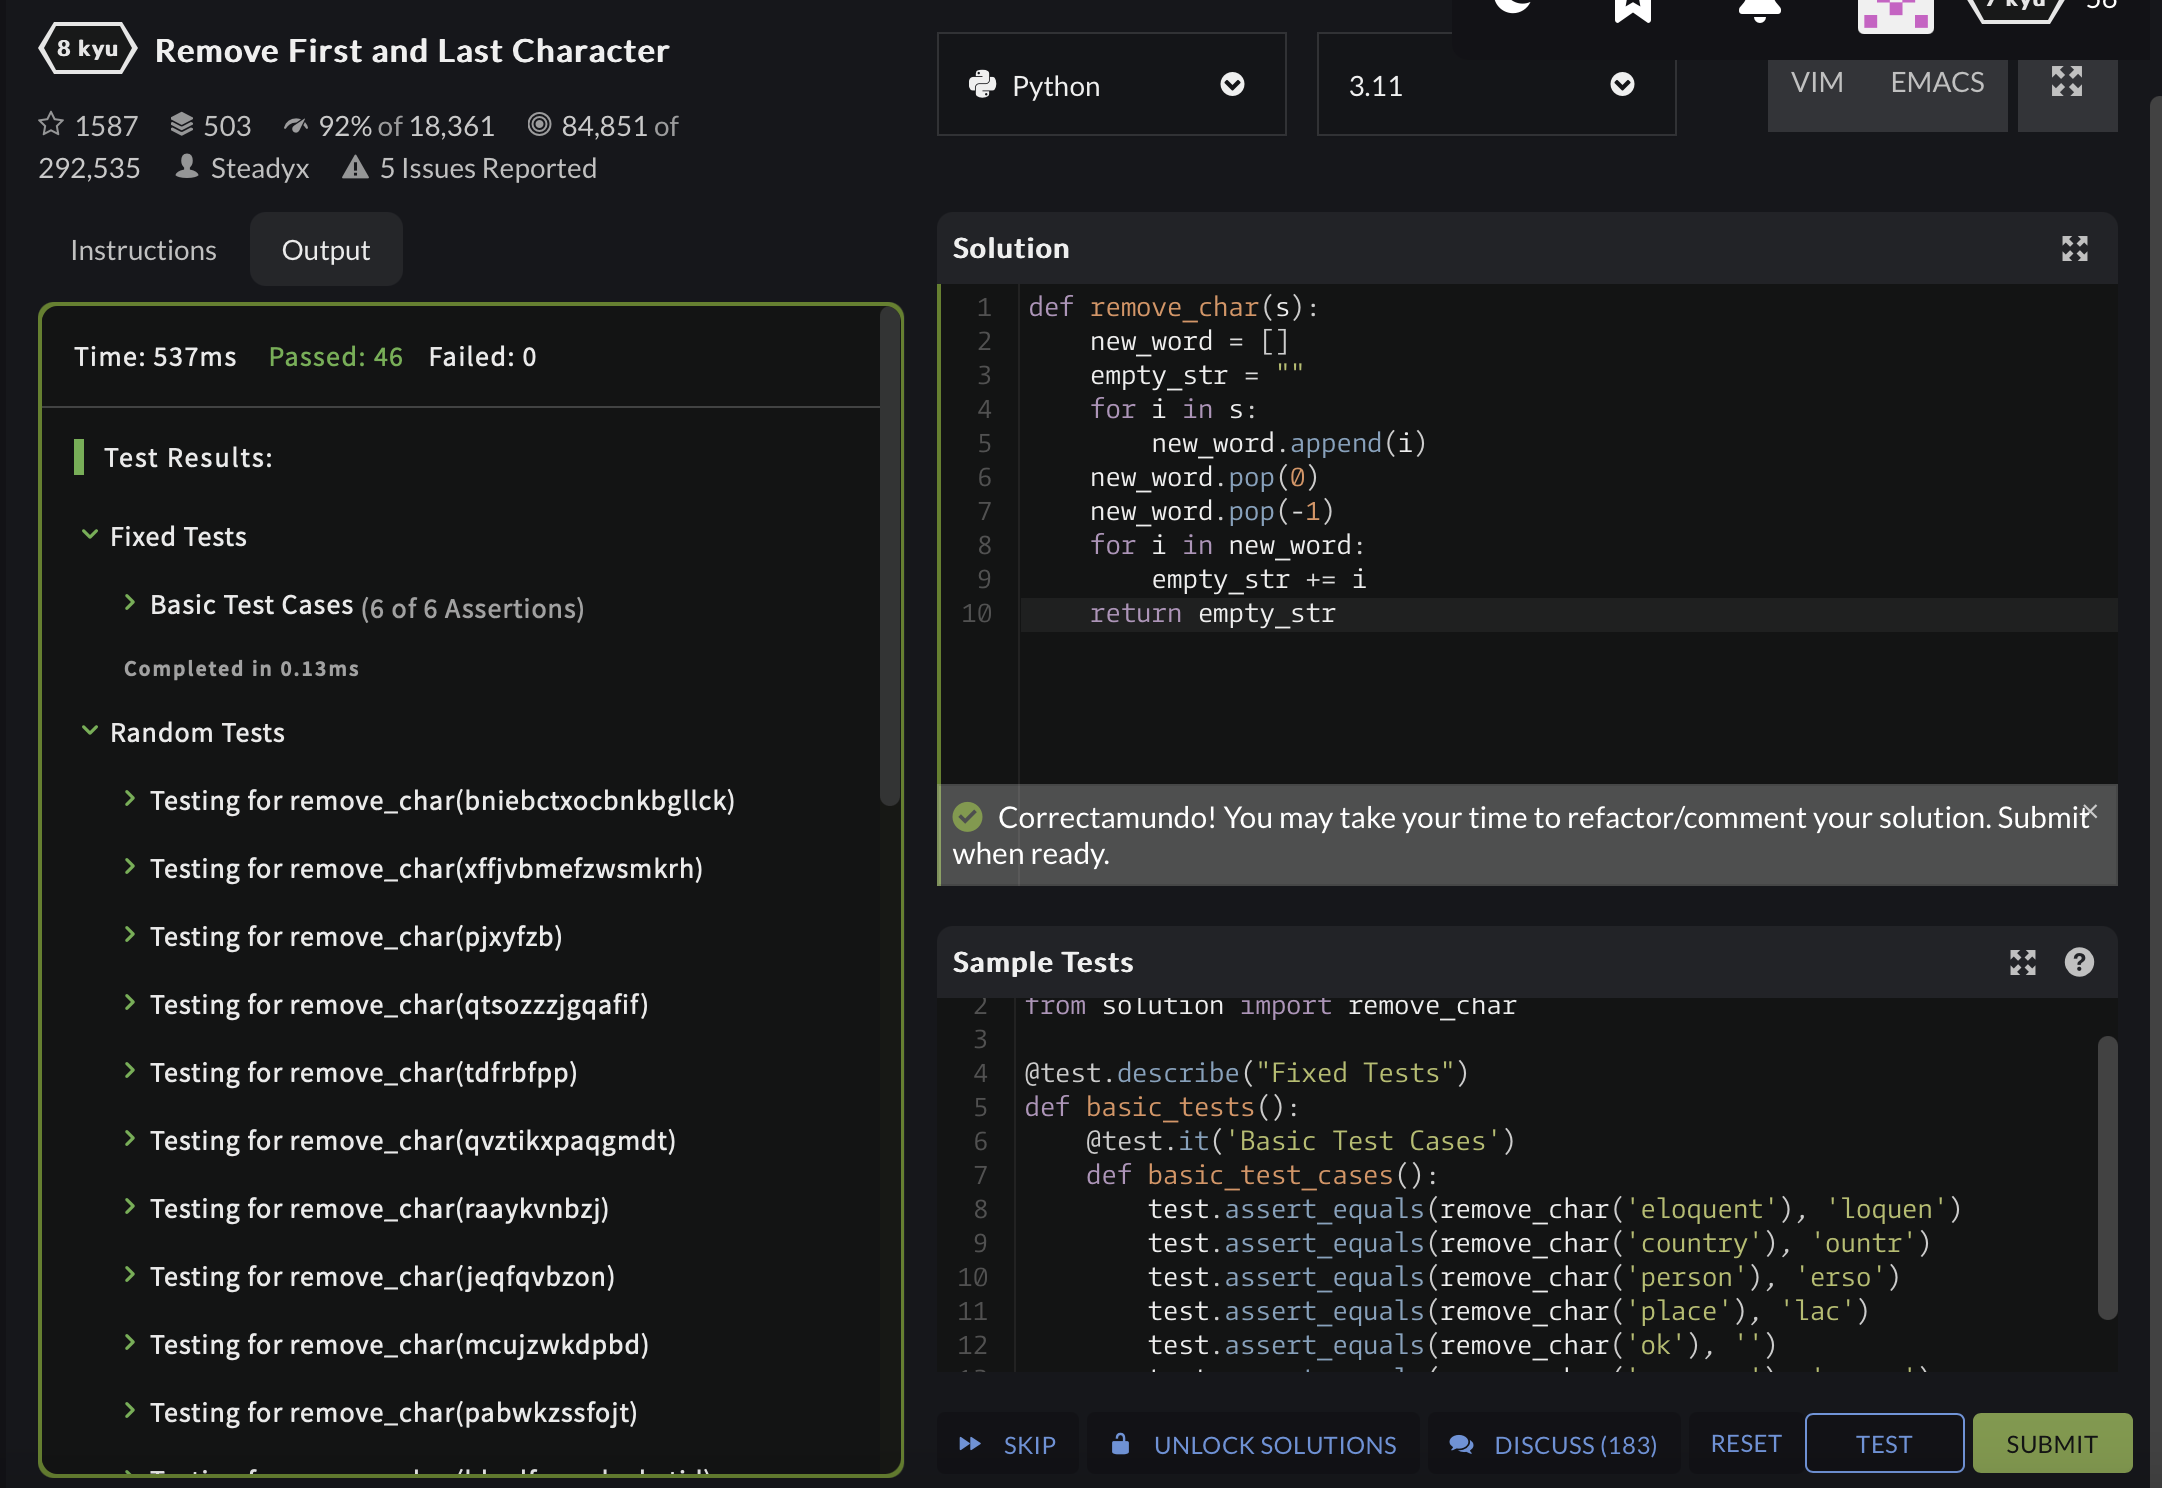 8 kyu Remove First and Last Character
1587 503 92% of 18,361 84,851 of
292,535 Steadyx 5 Issues Reported
Instructions Output
Time: 537ms Passed: 46 Failed: 0
Test Results:
Fixed Tests
Basic Test Cases (6 of 6 Assertions)
Completed in 0.13ms
Random Tests
Testing for remove_char(bniebctxocbnkbgllck)
Testing for remove_char(xffjvbmefzwsmkrh)
Testing for remove_char(pjxyfzb)
Testing for remove_char(qtsozzzjgqafif)
Testing for remove_char(tdfrbfpp)
Testing for remove_char(qvztikxpaqgmdt)
Testing for remove_char(raaykvnbzj)
Testing for remove_char(jeqfqvbzon)
Testing for remove_char(mcujzwkdpbd)
Testing for remove_char(pabwkzssfojt)
7 kyu 56
Python 3.11 VIM EMACS
Solution
1 def remove_char(s):
2 new_word = []
3 empty_str = ""
4 for i in s:
5 new_word.append(i)
6 new_word.pop(0)
7 new_word.pop(-1)
8 for i in new_word:
9 empty_str += i
10 return empty_str
Correctamundo! You may take your time to refactor/comment your solution. Submit
when ready.
Sample Tests
2 from solution import remove_char
3
4 @test.describe("Fixed Tests")
5 def basic_tests():
6 @test.it('Basic Test Cases')
7 def basic_test_cases():
8 test.assert_equals(remove_char('eloquent'), 'loquen')
9 test.assert_equals(remove_char('country'), 'ountr')
10 test.assert_equals(remove_char('person'), 'erso')
11 test.assert_equals(remove_char('place'), 'lac')
12 test.assert_equals(remove_char('ok'), '')
SKIP UNLOCK SOLUTIONS DISCUSS (183) RESET TEST SUBMIT